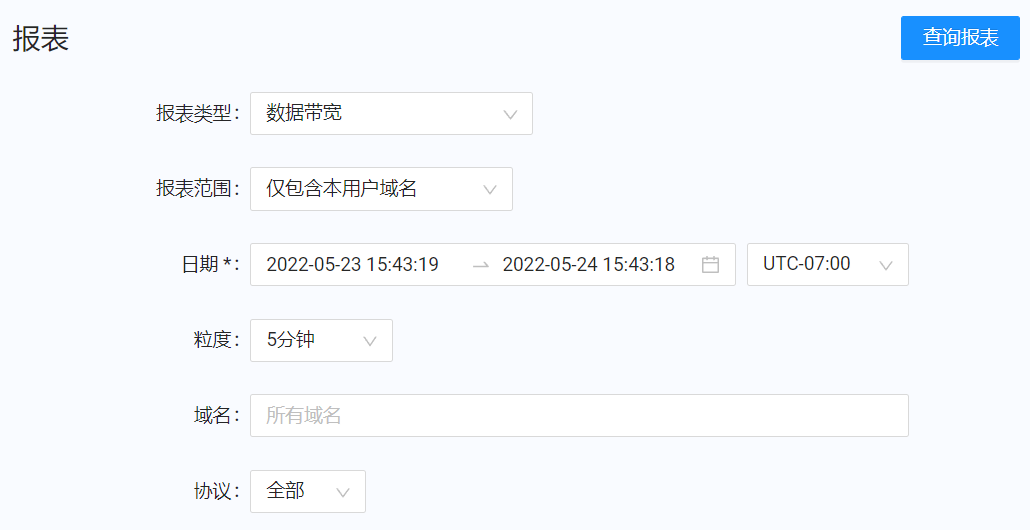 报表
查询报表
报表类型： 数据带宽
报表范围： 仅包含本用户域名
日期 *： 2022-05-23 15:43:19 → 2022-05-24 15:43:18 UTC-07:00
粒度： 5分钟
域名： 所有域名
协议： 全部